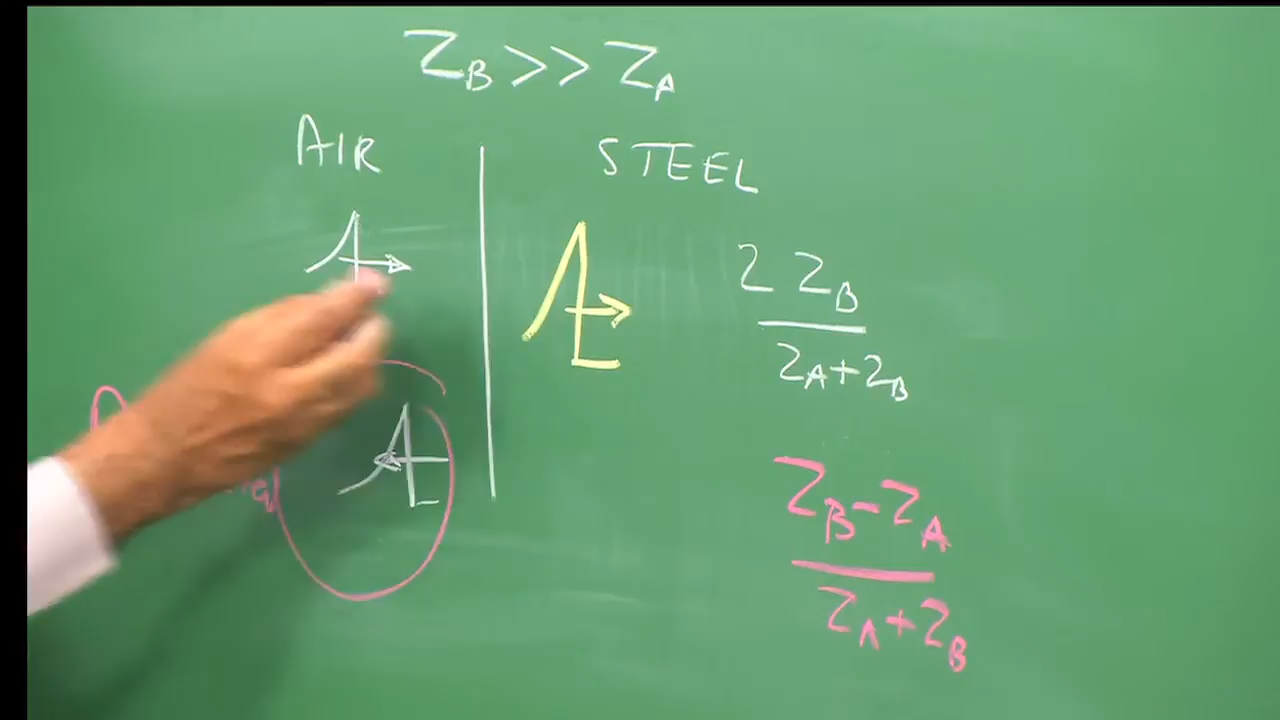 Z_B >> Z_A
AIR
STEEL
2 Z_B
Z_A + Z_B
Z_B - Z_A
Z_A + Z_B